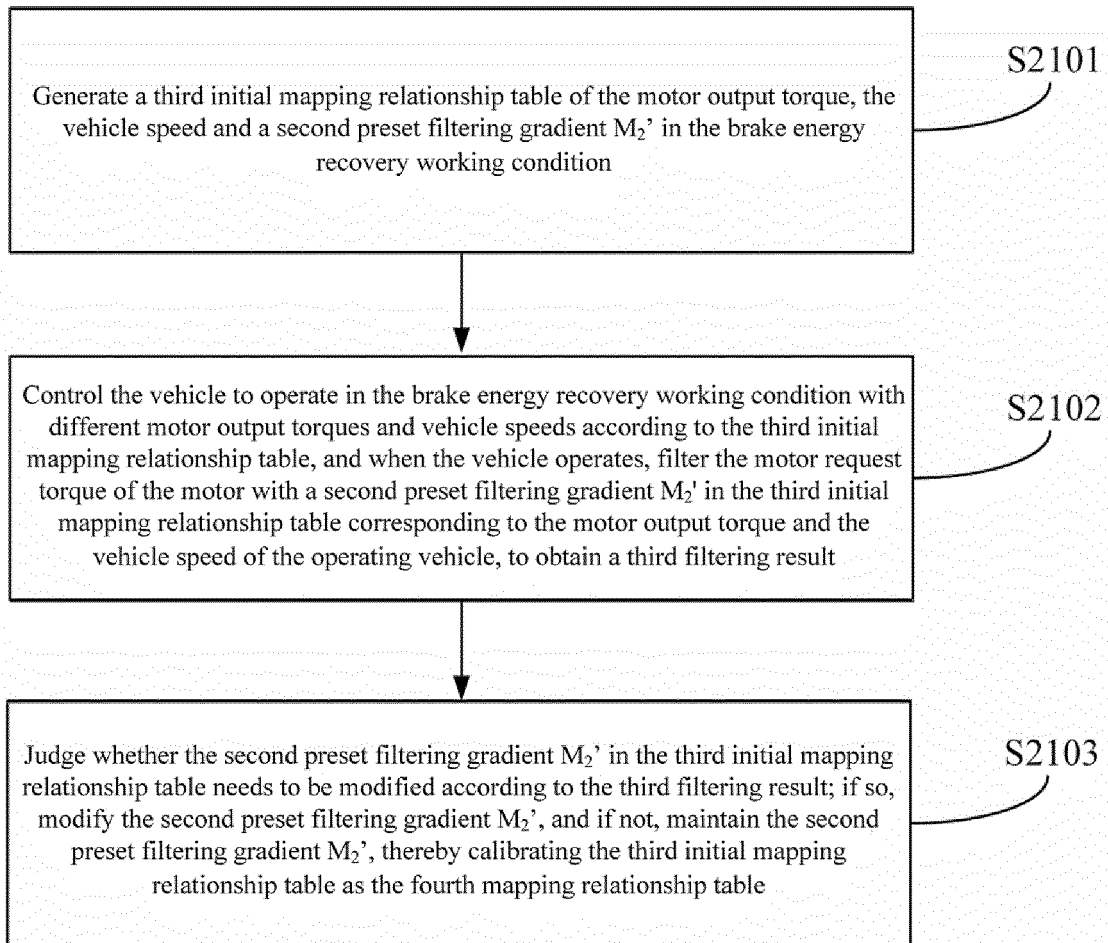 S2101
Generate a third initial mapping relationship table of the motor output torque, the
vehicle speed and a second preset filtering gradient M₂’ in the brake energy
recovery working condition
S2102
Control the vehicle to operate in the brake energy recovery working condition with
different motor output torques and vehicle speeds according to the third initial
mapping relationship table, and when the vehicle operates, filter the motor request
torque of the motor with a second preset filtering gradient M₂' in the third initial
mapping relationship table corresponding to the motor output torque and the
vehicle speed of the operating vehicle, to obtain a third filtering result
S2103
Judge whether the second preset filtering gradient M₂’ in the third initial mapping
relationship table needs to be modified according to the third filtering result; if so,
modify the second preset filtering gradient M₂’, and if not, maintain the second
preset filtering gradient M₂’, thereby calibrating the third initial mapping
relationship table as the fourth mapping relationship table